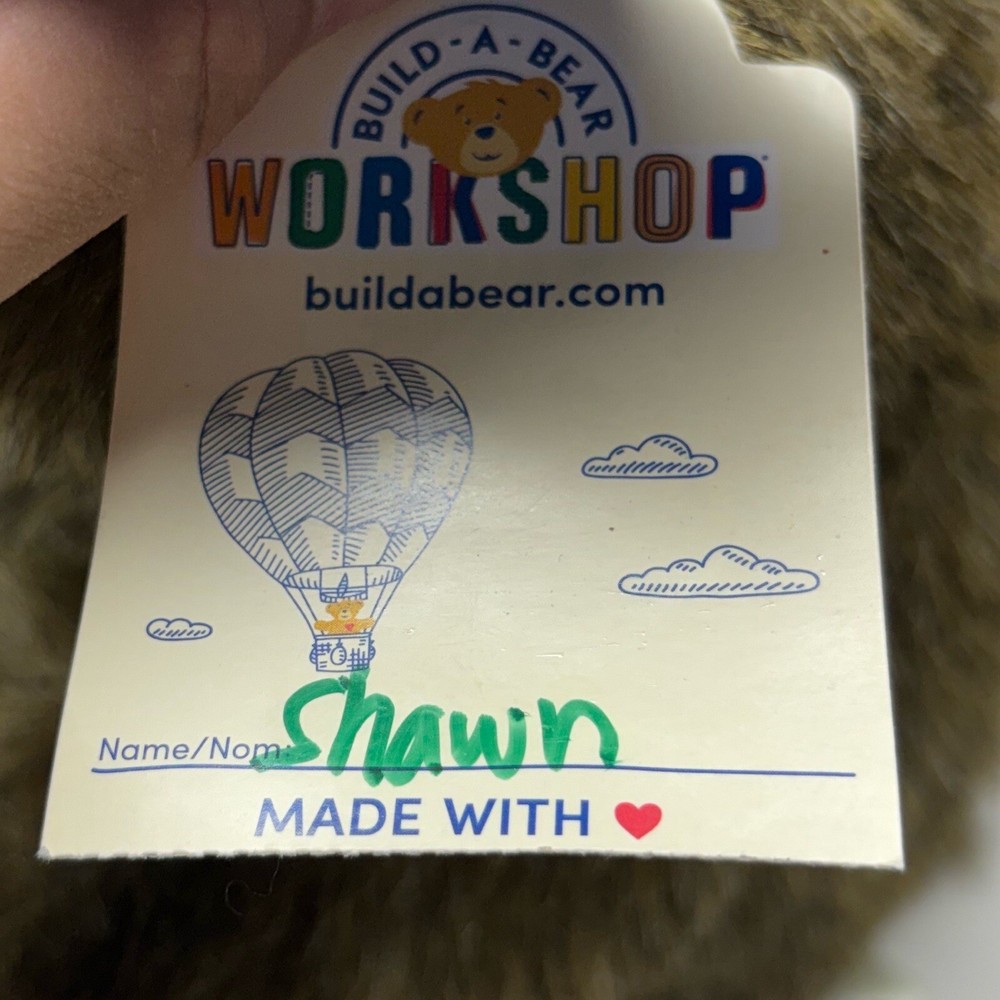 BUILD-A-BEAR
WORKSHOP
buildabear.com
Name/Nom: Shawn
MADE WITH ❤